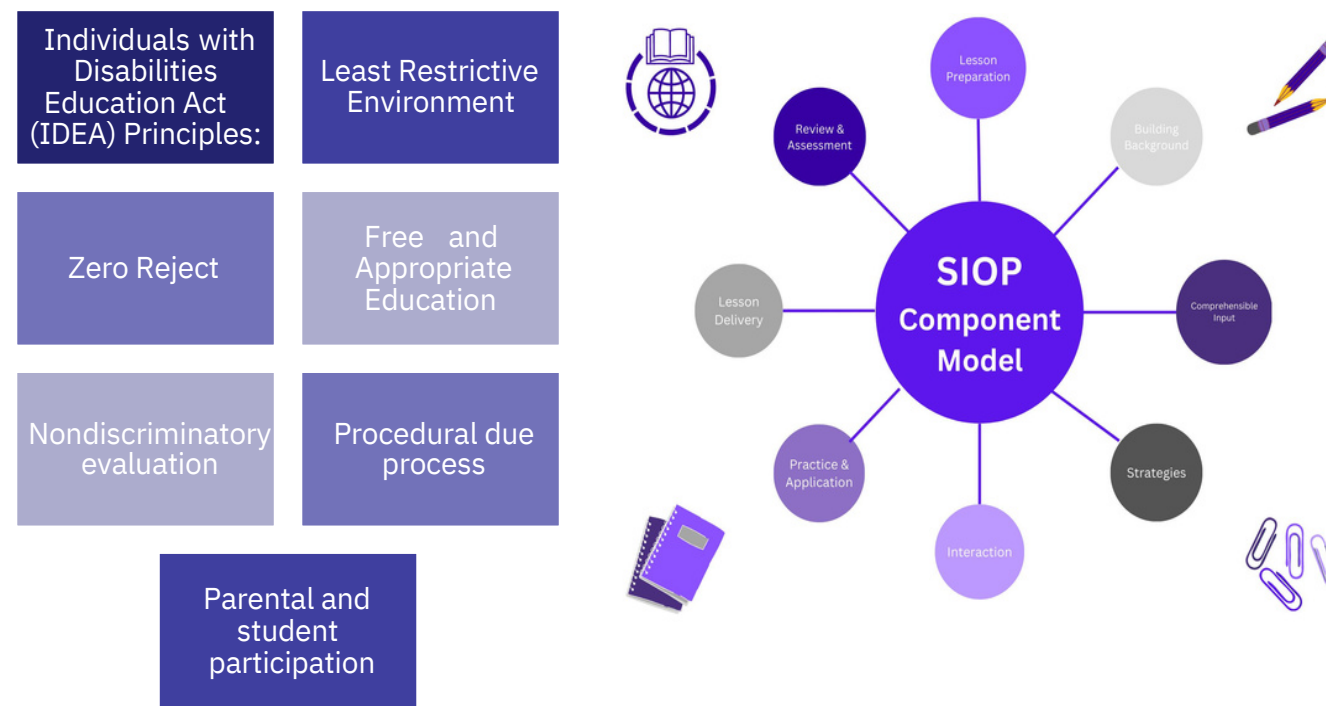 Individuals with
Disabilities
Education Act
(IDEA) Principles:
Least Restrictive
Environment
Zero Reject
Free and
Appropriate
Education
Nondiscriminatory
evaluation
Procedural due
process
Parental and
student
participation
SIOP
Component
Model
Lesson
Preparation
Building
Background
Comprehensible
Input
Strategies
Interaction
Practice &
Application
Lesson
Delivery
Review &
Assessment